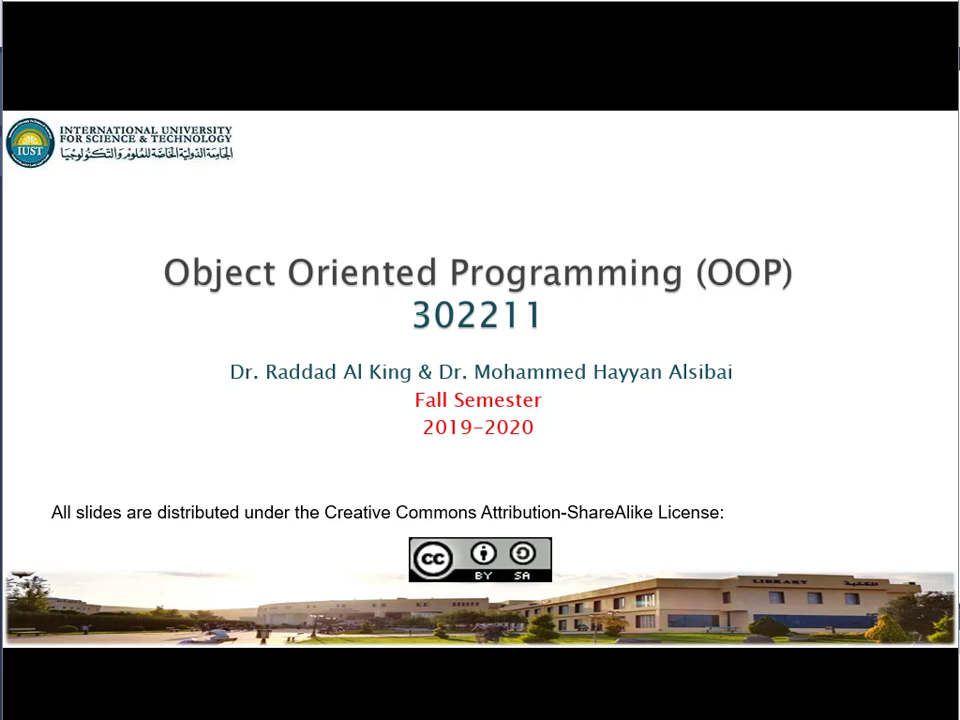 IUST
INTERNATIONAL UNIVERSITY
FOR SCIENCE & TECHNOLOGY
الجامعة الدولية الخاصة للعلوم والتكنولوجيا
Object Oriented Programming (OOP)
302211
Dr. Raddad Al King & Dr. Mohammed Hayyan Alsibai
Fall Semester
2019-2020
All slides are distributed under the Creative Commons Attribution-ShareAlike License:
cc
BY SA
LIBRARY المكتبة